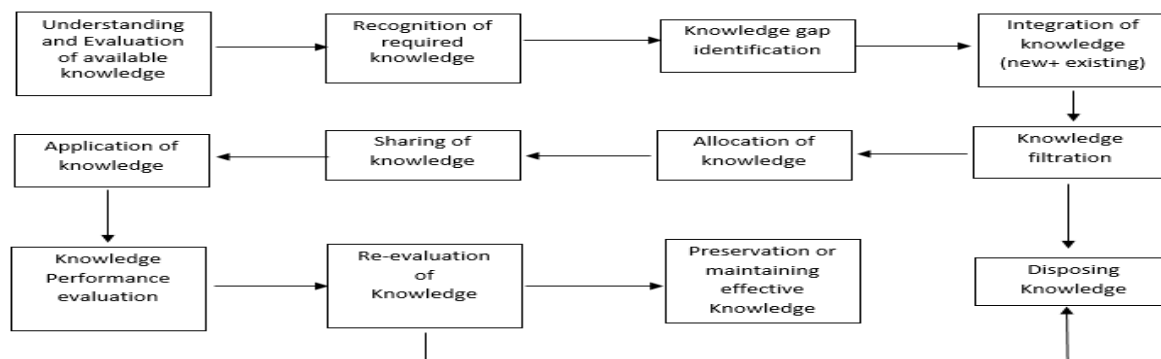 Understanding
and Evaluation
of available
knowledge
Recognition of
required
knowledge
Knowledge gap
identification
Integration of
knowledge
(new+ existing)
Application of
knowledge
Sharing of
knowledge
Allocation of
knowledge
Knowledge
filtration
Knowledge
Performance
evaluation
Re-evaluation
of
Knowledge
Preservation or
maintaining
effective
Knowledge
Disposing
Knowledge